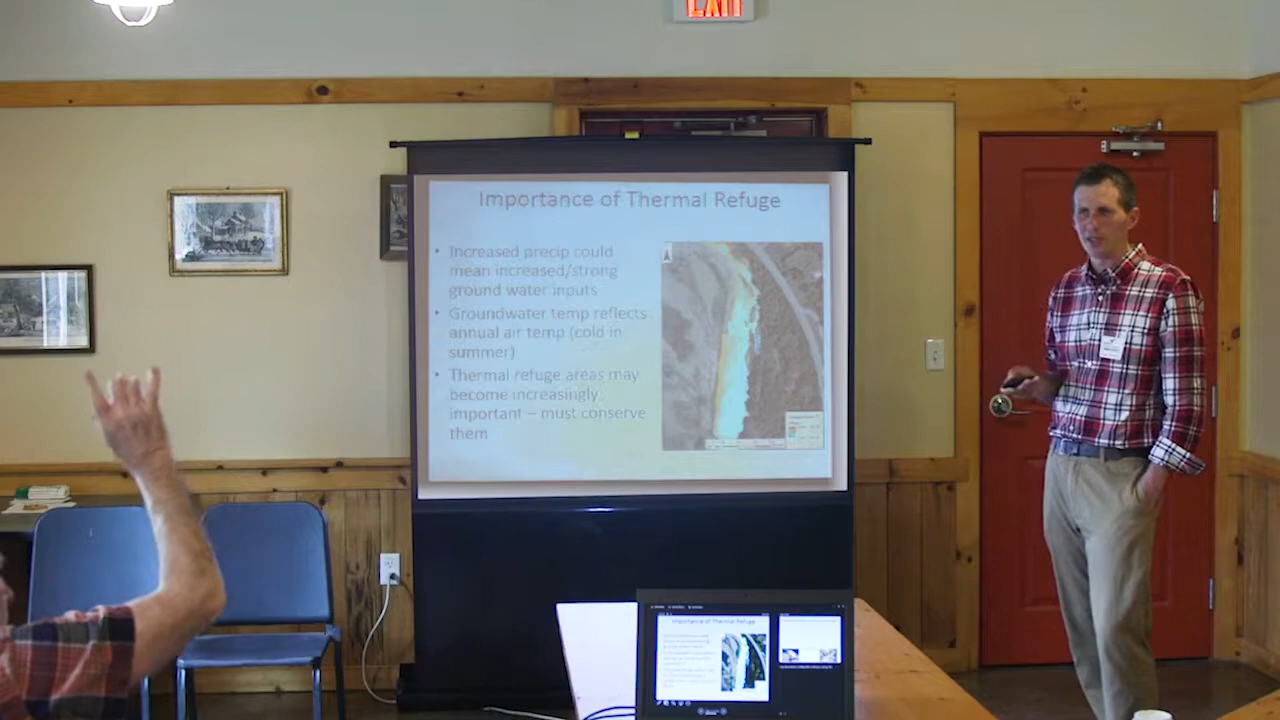 EXIT
Importance of Thermal Refuge
• Increased precip could
mean increased/strong
ground water inputs
• Groundwater temp reflects
annual air temp (cold in
summer)
• Thermal refuge areas may
become increasingly
important – must conserve
them
Importance of Thermal Refuge